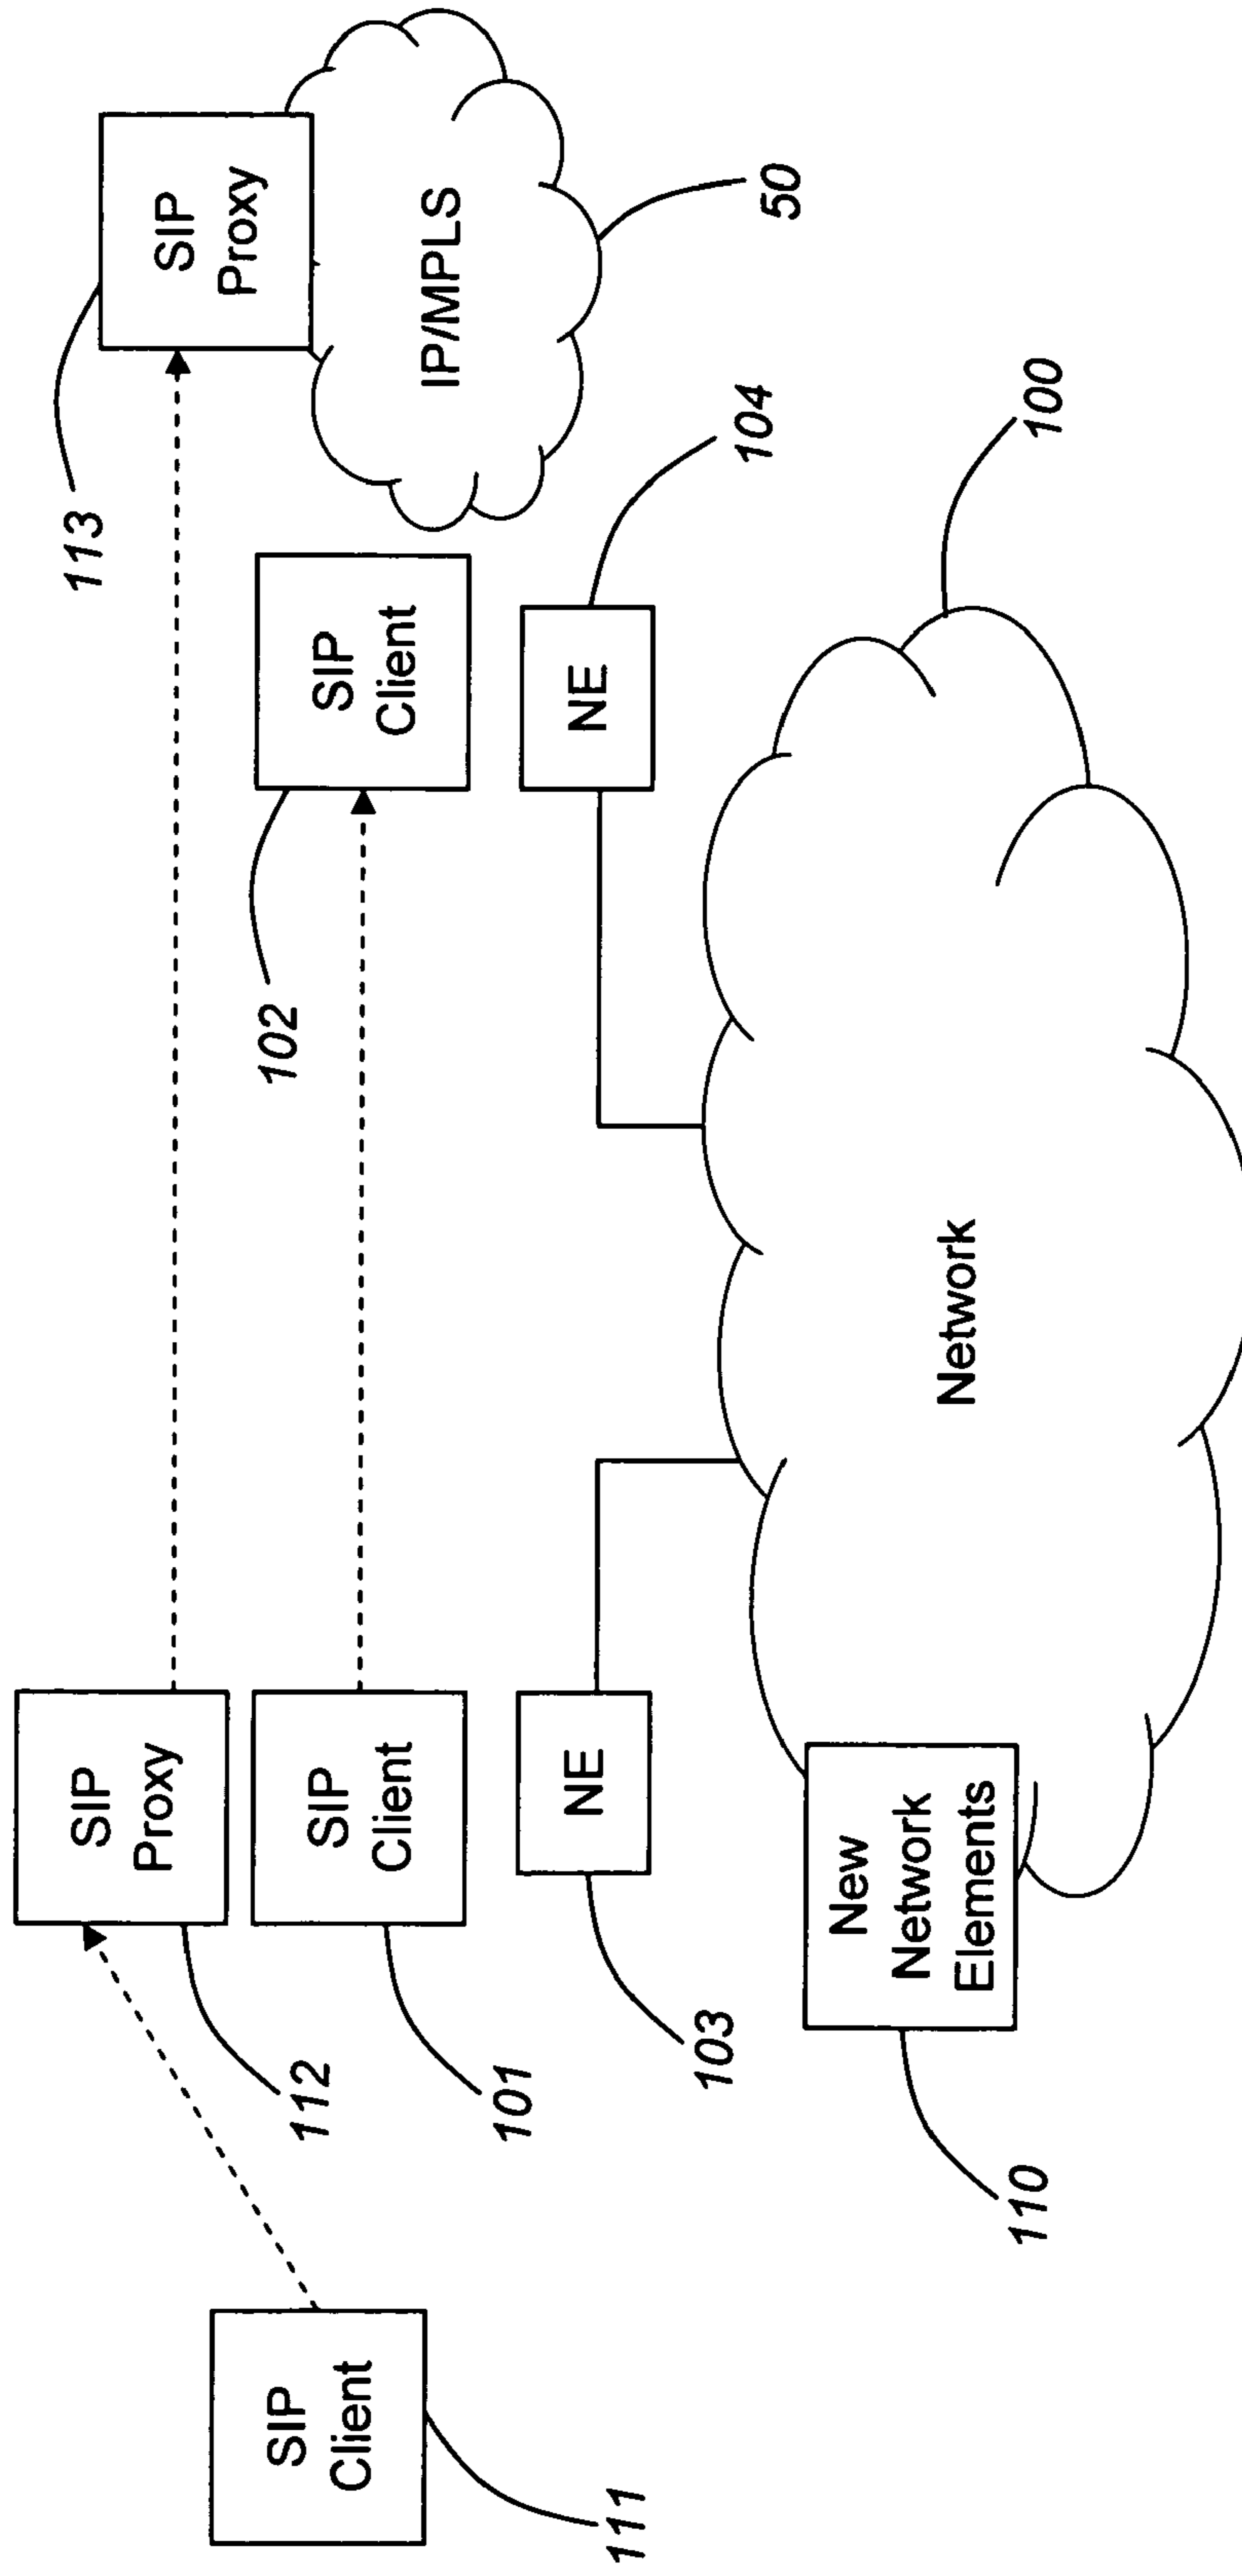 SIP
Client
111
SIP
Proxy
112
SIP
Client
101
NE
103
New
Network
Elements
110
Network
100
SIP
Proxy
113
SIP
Client
102
NE
104
IP/MPLS
50